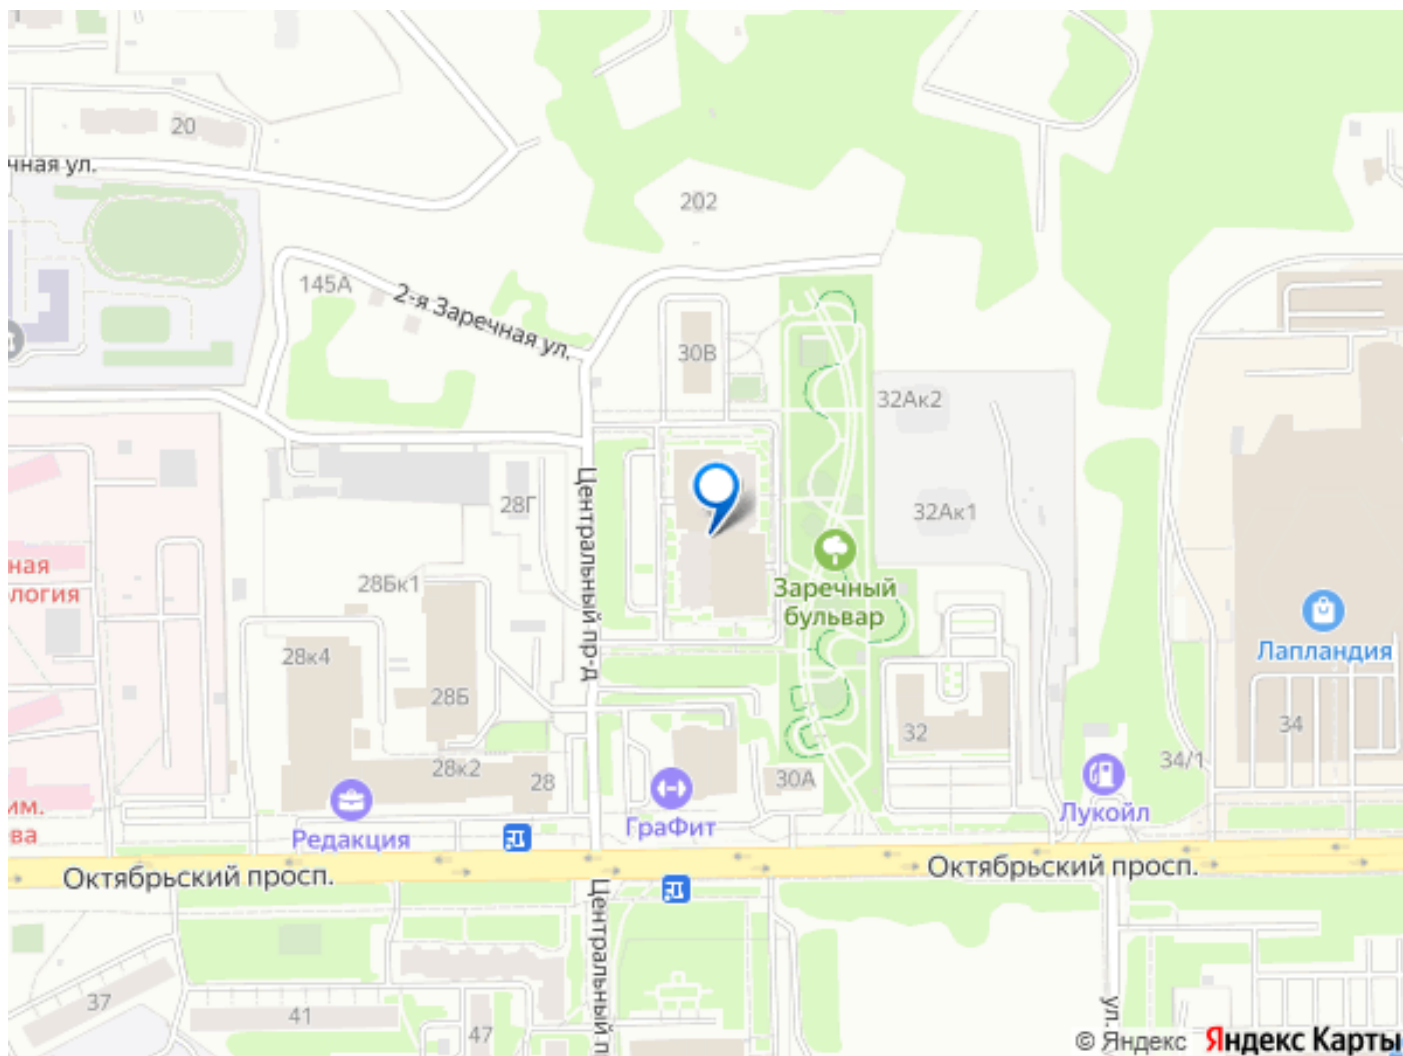 20
чная ул.
202
145А
2-я Заречная ул.
30В
32Ак2
Центральный пр-д
28Г
32Ак1
ная
логия
28Бк1
Заречный
бульвар
28к4
Лапландия
28Б
32
34
34/1
28к2
28
30А
им.
ва
Редакция
ГраФит
Лукойл
Октябрьский просп.
Октябрьский просп.
Центральный п
37
41
47
ул.
© Яндекс Яндекс Карты